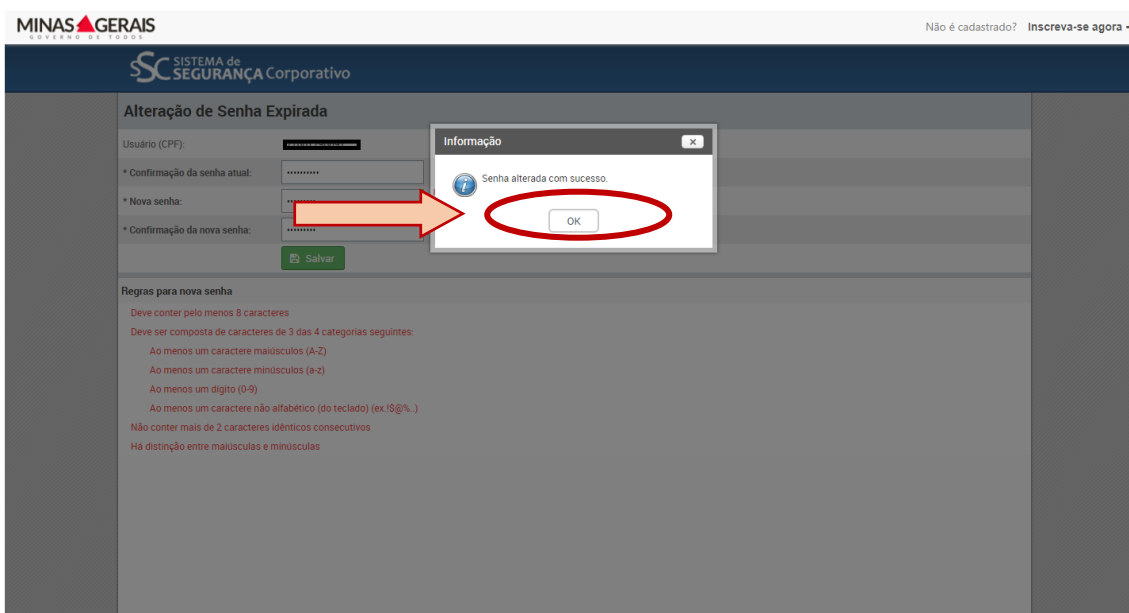 MINAS GERAIS
GOVERNO DE TODOS
Não é cadastrado? Inscreva-se agora
SSC SISTEMA de SEGURANÇA Corporativo
Alteração de Senha Expirada
Usuário (CPF):
* Confirmação da senha atual: ··········
* Nova senha:
* Confirmação da nova senha: ·········
Salvar
Informação
x
Senha alterada com sucesso.
OK
Regras para nova senha
Deve conter pelo menos 8 caracteres
Deve ser composta de caracteres de 3 das 4 categorias seguintes:
Ao menos um caractere maiúsculos (A-Z)
Ao menos um caractere minúsculos (a-z)
Ao menos um dígito (0-9)
Ao menos um caractere não alfabético (do teclado) (ex.!$@%..)
Não conter mais de 2 caracteres idênticos consecutivos
Há distinção entre maiúsculas e minúsculas